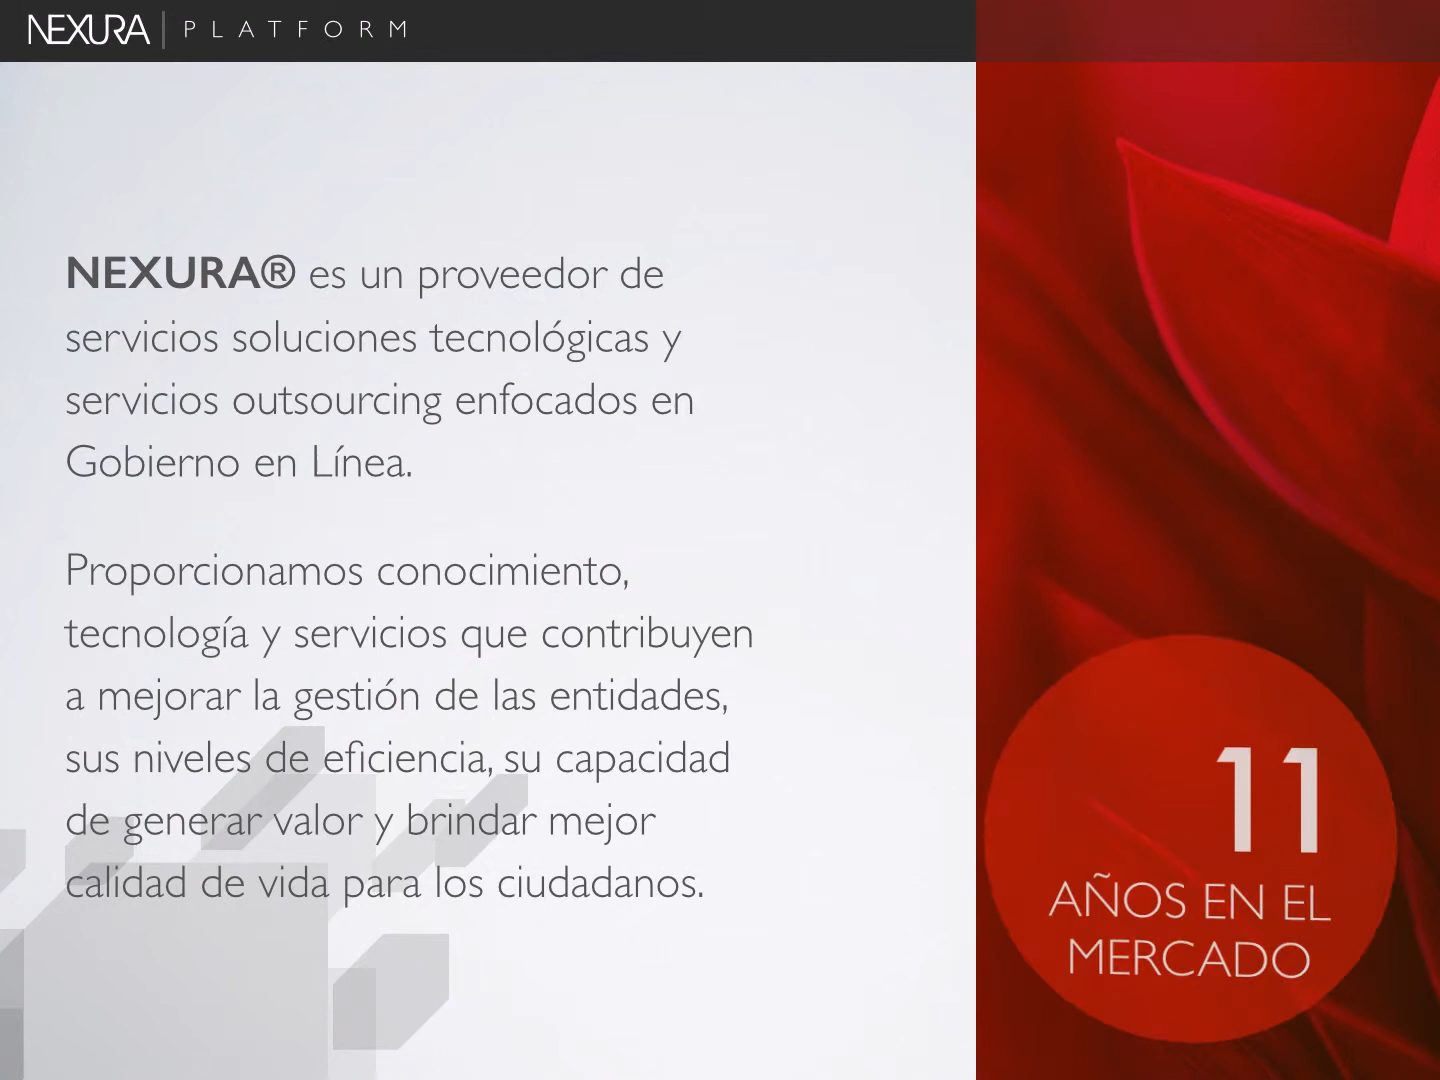 NEXURA | PLATFORM
NEXURA® es un proveedor de
servicios soluciones tecnológicas y
servicios outsourcing enfocados en
Gobierno en Línea.
Proporcionamos conocimiento,
tecnología y servicios que contribuyen
a mejorar la gestión de las entidades,
sus niveles de eficiencia, su capacidad
de generar valor y brindar mejor
calidad de vida para los ciudadanos.
11
AÑOS EN EL
MERCADO